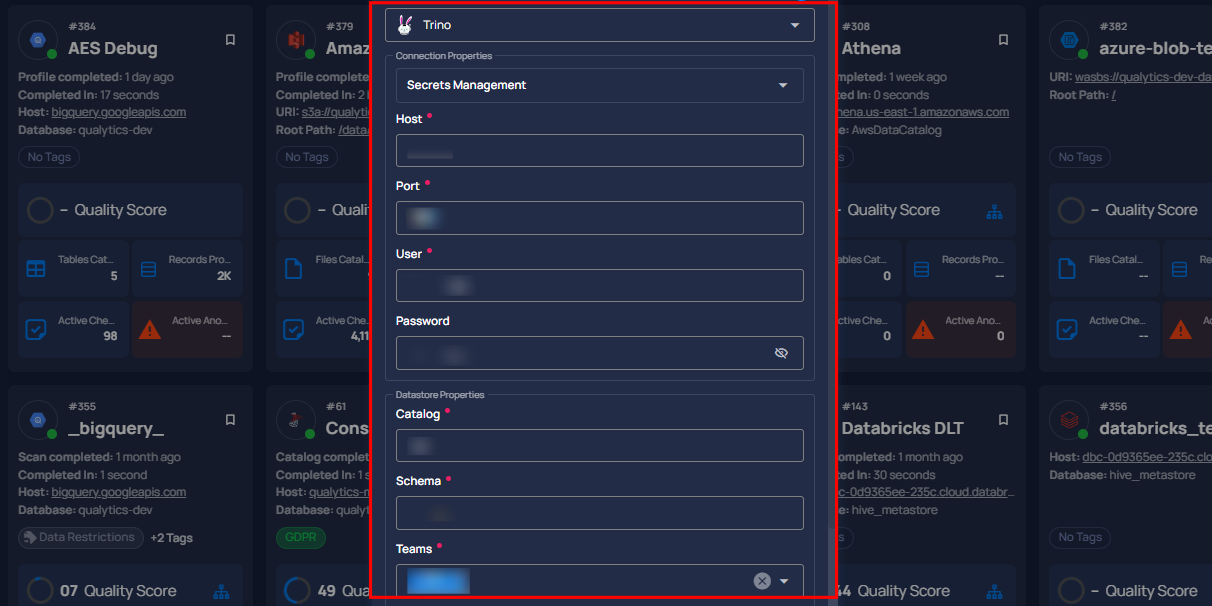 #384
AES Debug
Profile completed: 1 day ago
Completed In: 17 seconds
Host: bigquery.googleapis.com
Database: qualytics-dev
No Tags
– Quality Score
Tables Cat...
5
Records Pro...
2K
Active Che...
98
Active Ano...
--
#379
Amaz
Profile complete
Completed In: 2
URI: s3a://qualyti
Root Path: /data
No Tags
– Quali
Files Catal...
Active Che...
4,11
Trino
Connection Properties
Secrets Management
Host
Port
User
Password
Datastore Properties
Catalog
Schema
Teams
#308
Athena
mpleted: 1 week ago
ed In: 0 seconds
hena.us-east-1.amazonaws.com
e: AwsDataCatalog
s
– Quality Score
ables Cat...
0
Records Pro...
--
ctive Che...
0
Active Ano...
0
#382
azure-blob-te
URI: wasbs://qualytics-dev-da
Root Path: /
No Tags
– Quality Score
Files Catal...
--
Re
Active Che...
--
A
#355
_bigquery_
Scan completed: 1 month ago
Completed In: 1 second
Host: bigquery.googleapis.com
Database: qualytics-dev
Data Restrictions
+2 Tags
07 Quality Score
#61
Cons
Catalog complet
Completed In: 1
Host: qualytics-m
Database: qualyt
GDPR
49 Qual
#143
Databricks DLT
ompleted: 1 month ago
ed In: 30 seconds
c-0d9365ee-235c.cloud.databr...
e: hive_metastore
s
44 Quality Score
#356
databricks_te
Host: dbc-0d9365ee-235c.clo
Database: hive_metastore
No Tags
– Quality Score